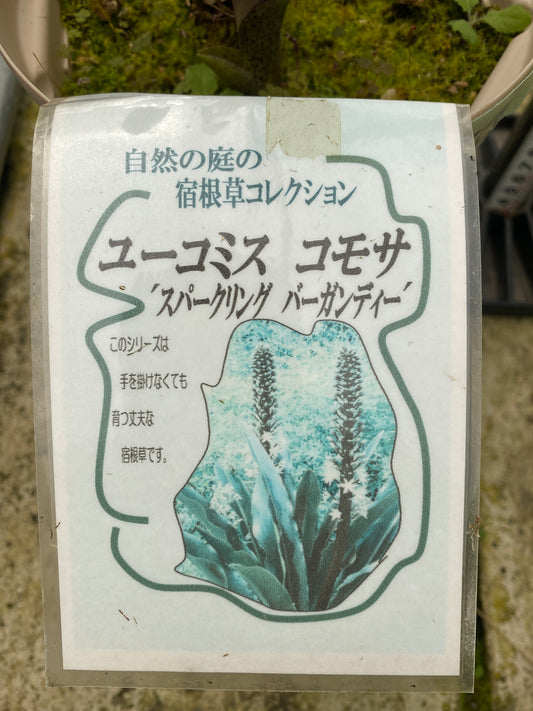 自然の庭の
宿根草コレクション
ユーコミス コモサ
'スパークリング バーガンディー'
このシリーズは
手を掛けなくても
育つ丈夫な
宿根草です。